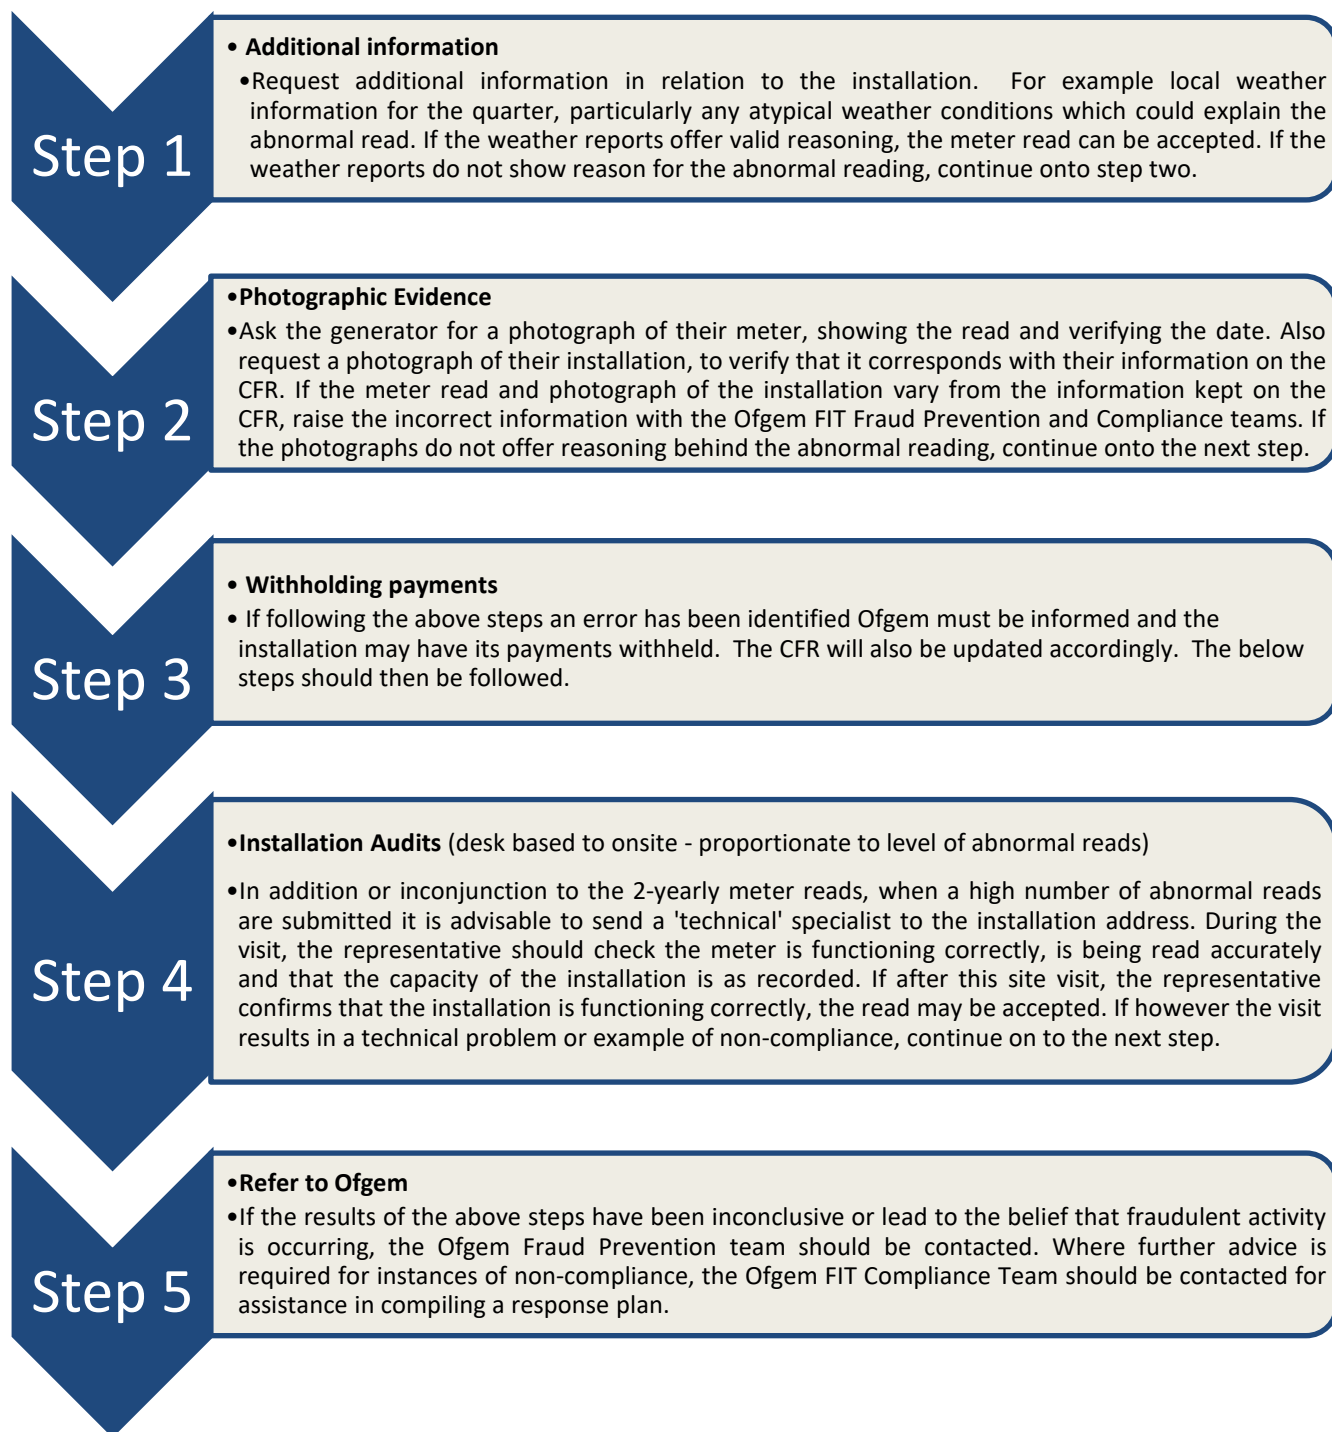 Step 1
• Additional information
•Request additional information in relation to the installation. For example local weather
information for the quarter, particularly any atypical weather conditions which could explain the
abnormal read. If the weather reports offer valid reasoning, the meter read can be accepted. If the
weather reports do not show reason for the abnormal reading, continue onto step two.
Step 2
•Photographic Evidence
•Ask the generator for a photograph of their meter, showing the read and verifying the date. Also
request a photograph of their installation, to verify that it corresponds with their information on the
CFR. If the meter read and photograph of the installation vary from the information kept on the
CFR, raise the incorrect information with the Ofgem FIT Fraud Prevention and Compliance teams. If
the photographs do not offer reasoning behind the abnormal reading, continue onto the next step.
Step 3
• Withholding payments
• If following the above steps an error has been identified Ofgem must be informed and the
installation may have its payments withheld. The CFR will also be updated accordingly. The below
steps should then be followed.
Step 4
•Installation Audits (desk based to onsite - proportionate to level of abnormal reads)
•In addition or inconjunction to the 2-yearly meter reads, when a high number of abnormal reads
are submitted it is advisable to send a 'technical' specialist to the installation address. During the
visit, the representative should check the meter is functioning correctly, is being read accurately
and that the capacity of the installation is as recorded. If after this site visit, the representative
confirms that the installation is functioning correctly, the read may be accepted. If however the visit
results in a technical problem or example of non-compliance, continue on to the next step.
Step 5
•Refer to Ofgem
•If the results of the above steps have been inconclusive or lead to the belief that fraudulent activity
is occurring, the Ofgem Fraud Prevention team should be contacted. Where further advice is
required for instances of non-compliance, the Ofgem FIT Compliance Team should be contacted for
assistance in compiling a response plan.